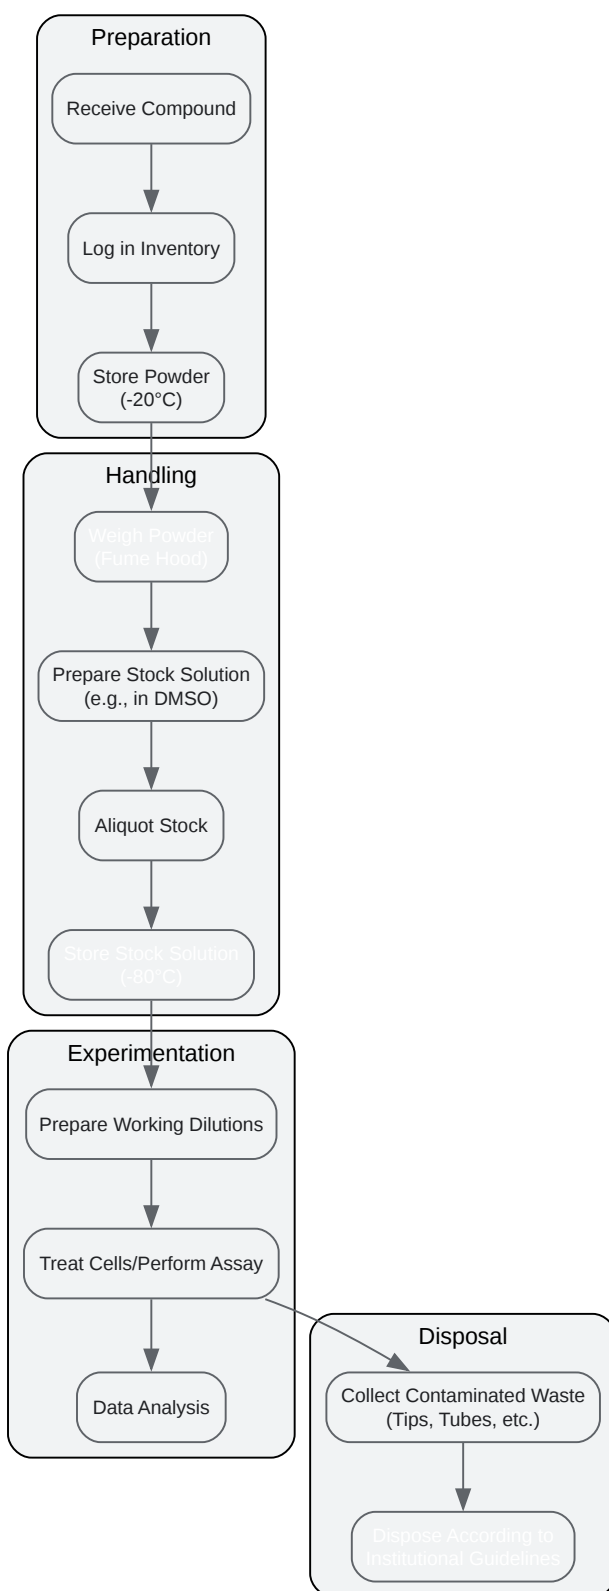 Preparation
Receive Compound
Log in Inventory
Store Powder
(-20°C)
Handling
Weigh Powder
(Fume Hood)
Prepare Stock Solution
(e.g., in DMSO)
Aliquot Stock
Store Stock Solution
(-80°C)
Experimentation
Prepare Working Dilutions
Treat Cells/Perform Assay
Data Analysis
Disposal
Collect Contaminated Waste
(Tips, Tubes, etc.)
Dispose According to
Institutional Guidelines